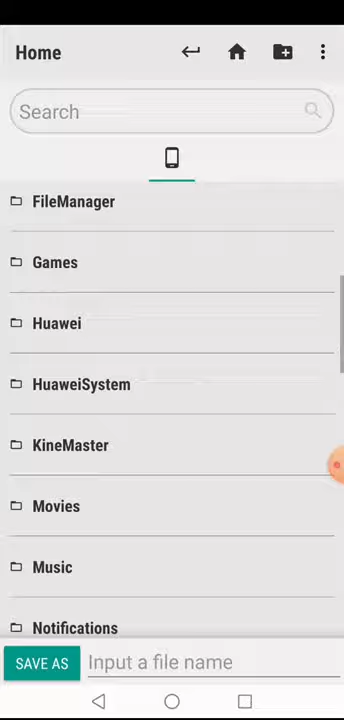 Home
Search
FileManager
Games
Huawei
HuaweiSystem
KineMaster
Movies
Music
Notifications
SAVE AS Input a file name